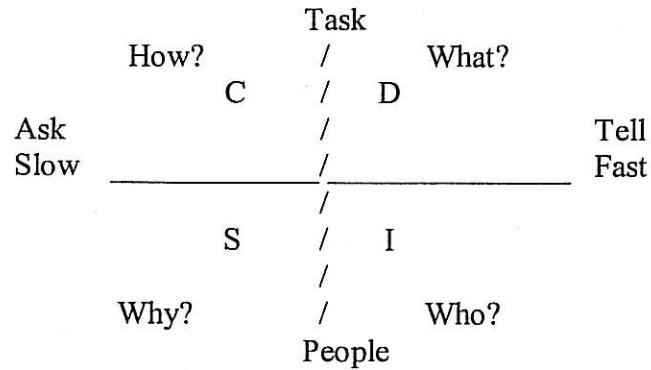 Task
How? What?
C D
Ask Tell
Slow Fast
S I
Why? Who?
People